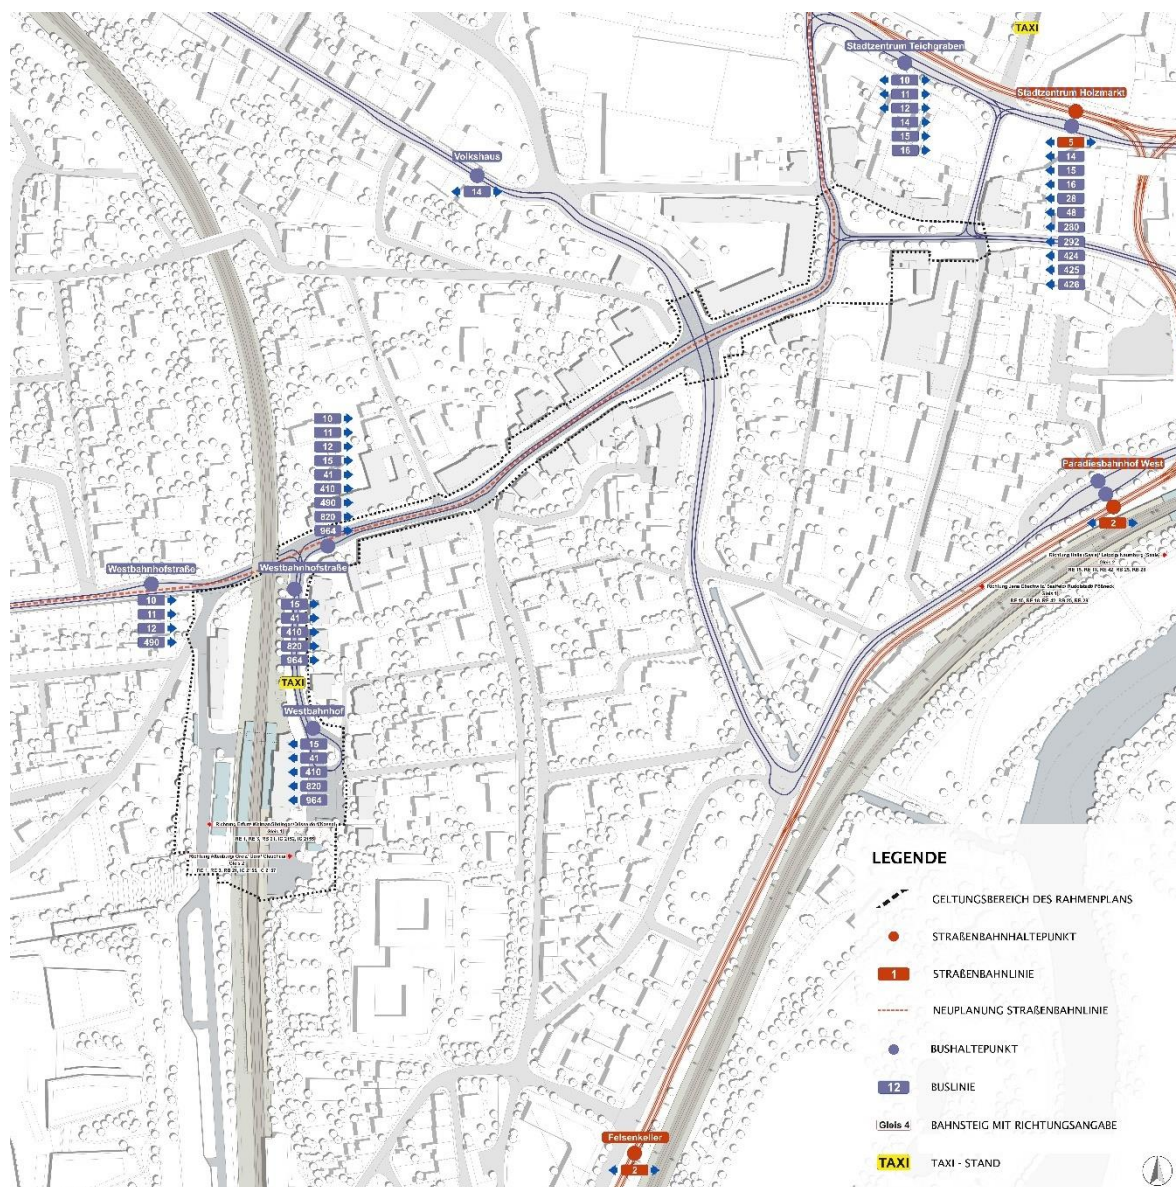 TAXI
Stadtzentrum Teichgraben
10
11
12
14
15
16
Stadtzentrum Holzmarkt
5
14
15
16
28
48
280
292
424
425
426
Volkshaus
14
10
11
12
15
41
410
490
820
964
Westbahnhofstraße
10
11
12
490
Westbahnhofstraße
15
41
410
820
964
TAXI
Westbahnhof
15
41
410
820
964
Paradiesbahnhof West
2
Felsenkeller
2
LEGENDE
GELTUNGSBEREICH DES RAHMENPLANS
STRAßENBAHNHALTEPUNKT
1 STRAßENBAHNLINIE
NEUPLANUNG STRAßENBAHNLINIE
BUSHALTEPUNKT
12 BUSLINIE
Gleis 4 BAHNSTEIG MIT RICHTUNGSANGABE
TAXI TAXI - STAND